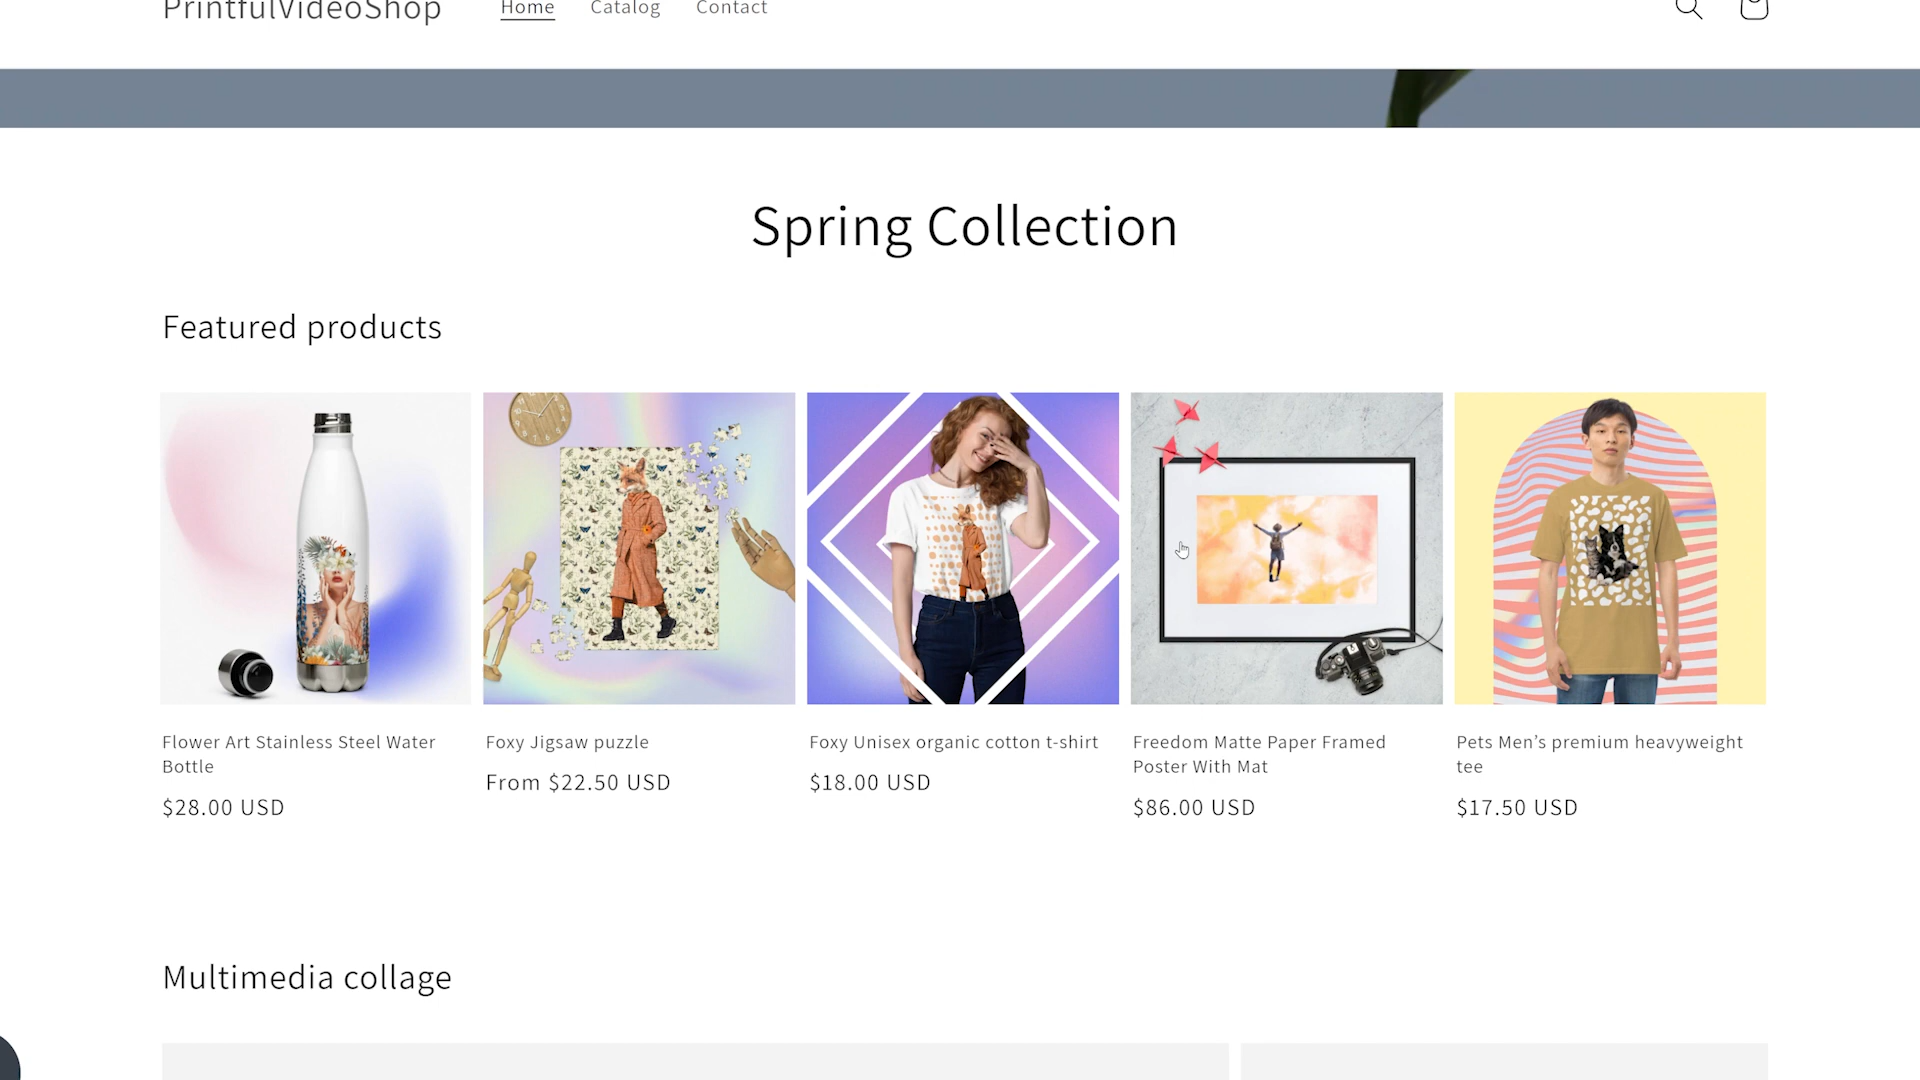 PrintfulVideoShop
Home Catalog Contact
Spring Collection
Featured products
Flower Art Stainless Steel Water
Bottle
$28.00 USD
Foxy Jigsaw puzzle
From $22.50 USD
Foxy Unisex organic cotton t-shirt
$18.00 USD
Freedom Matte Paper Framed
Poster With Mat
$86.00 USD
Pets Men’s premium heavyweight
tee
$17.50 USD
Multimedia collage